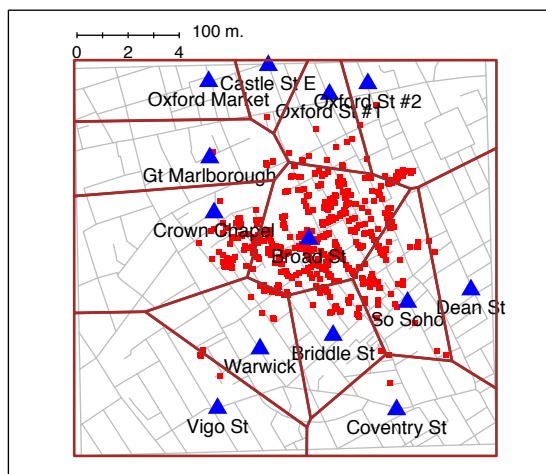 100 m.
0 2 4
Castle St E
Oxford Market
Oxford St #2
Oxford St #1
Gt Marlborough
Crown Chapel
Broad St
Dean St
So Soho
Briddle St
Warwick
Vigo St
Coventry St